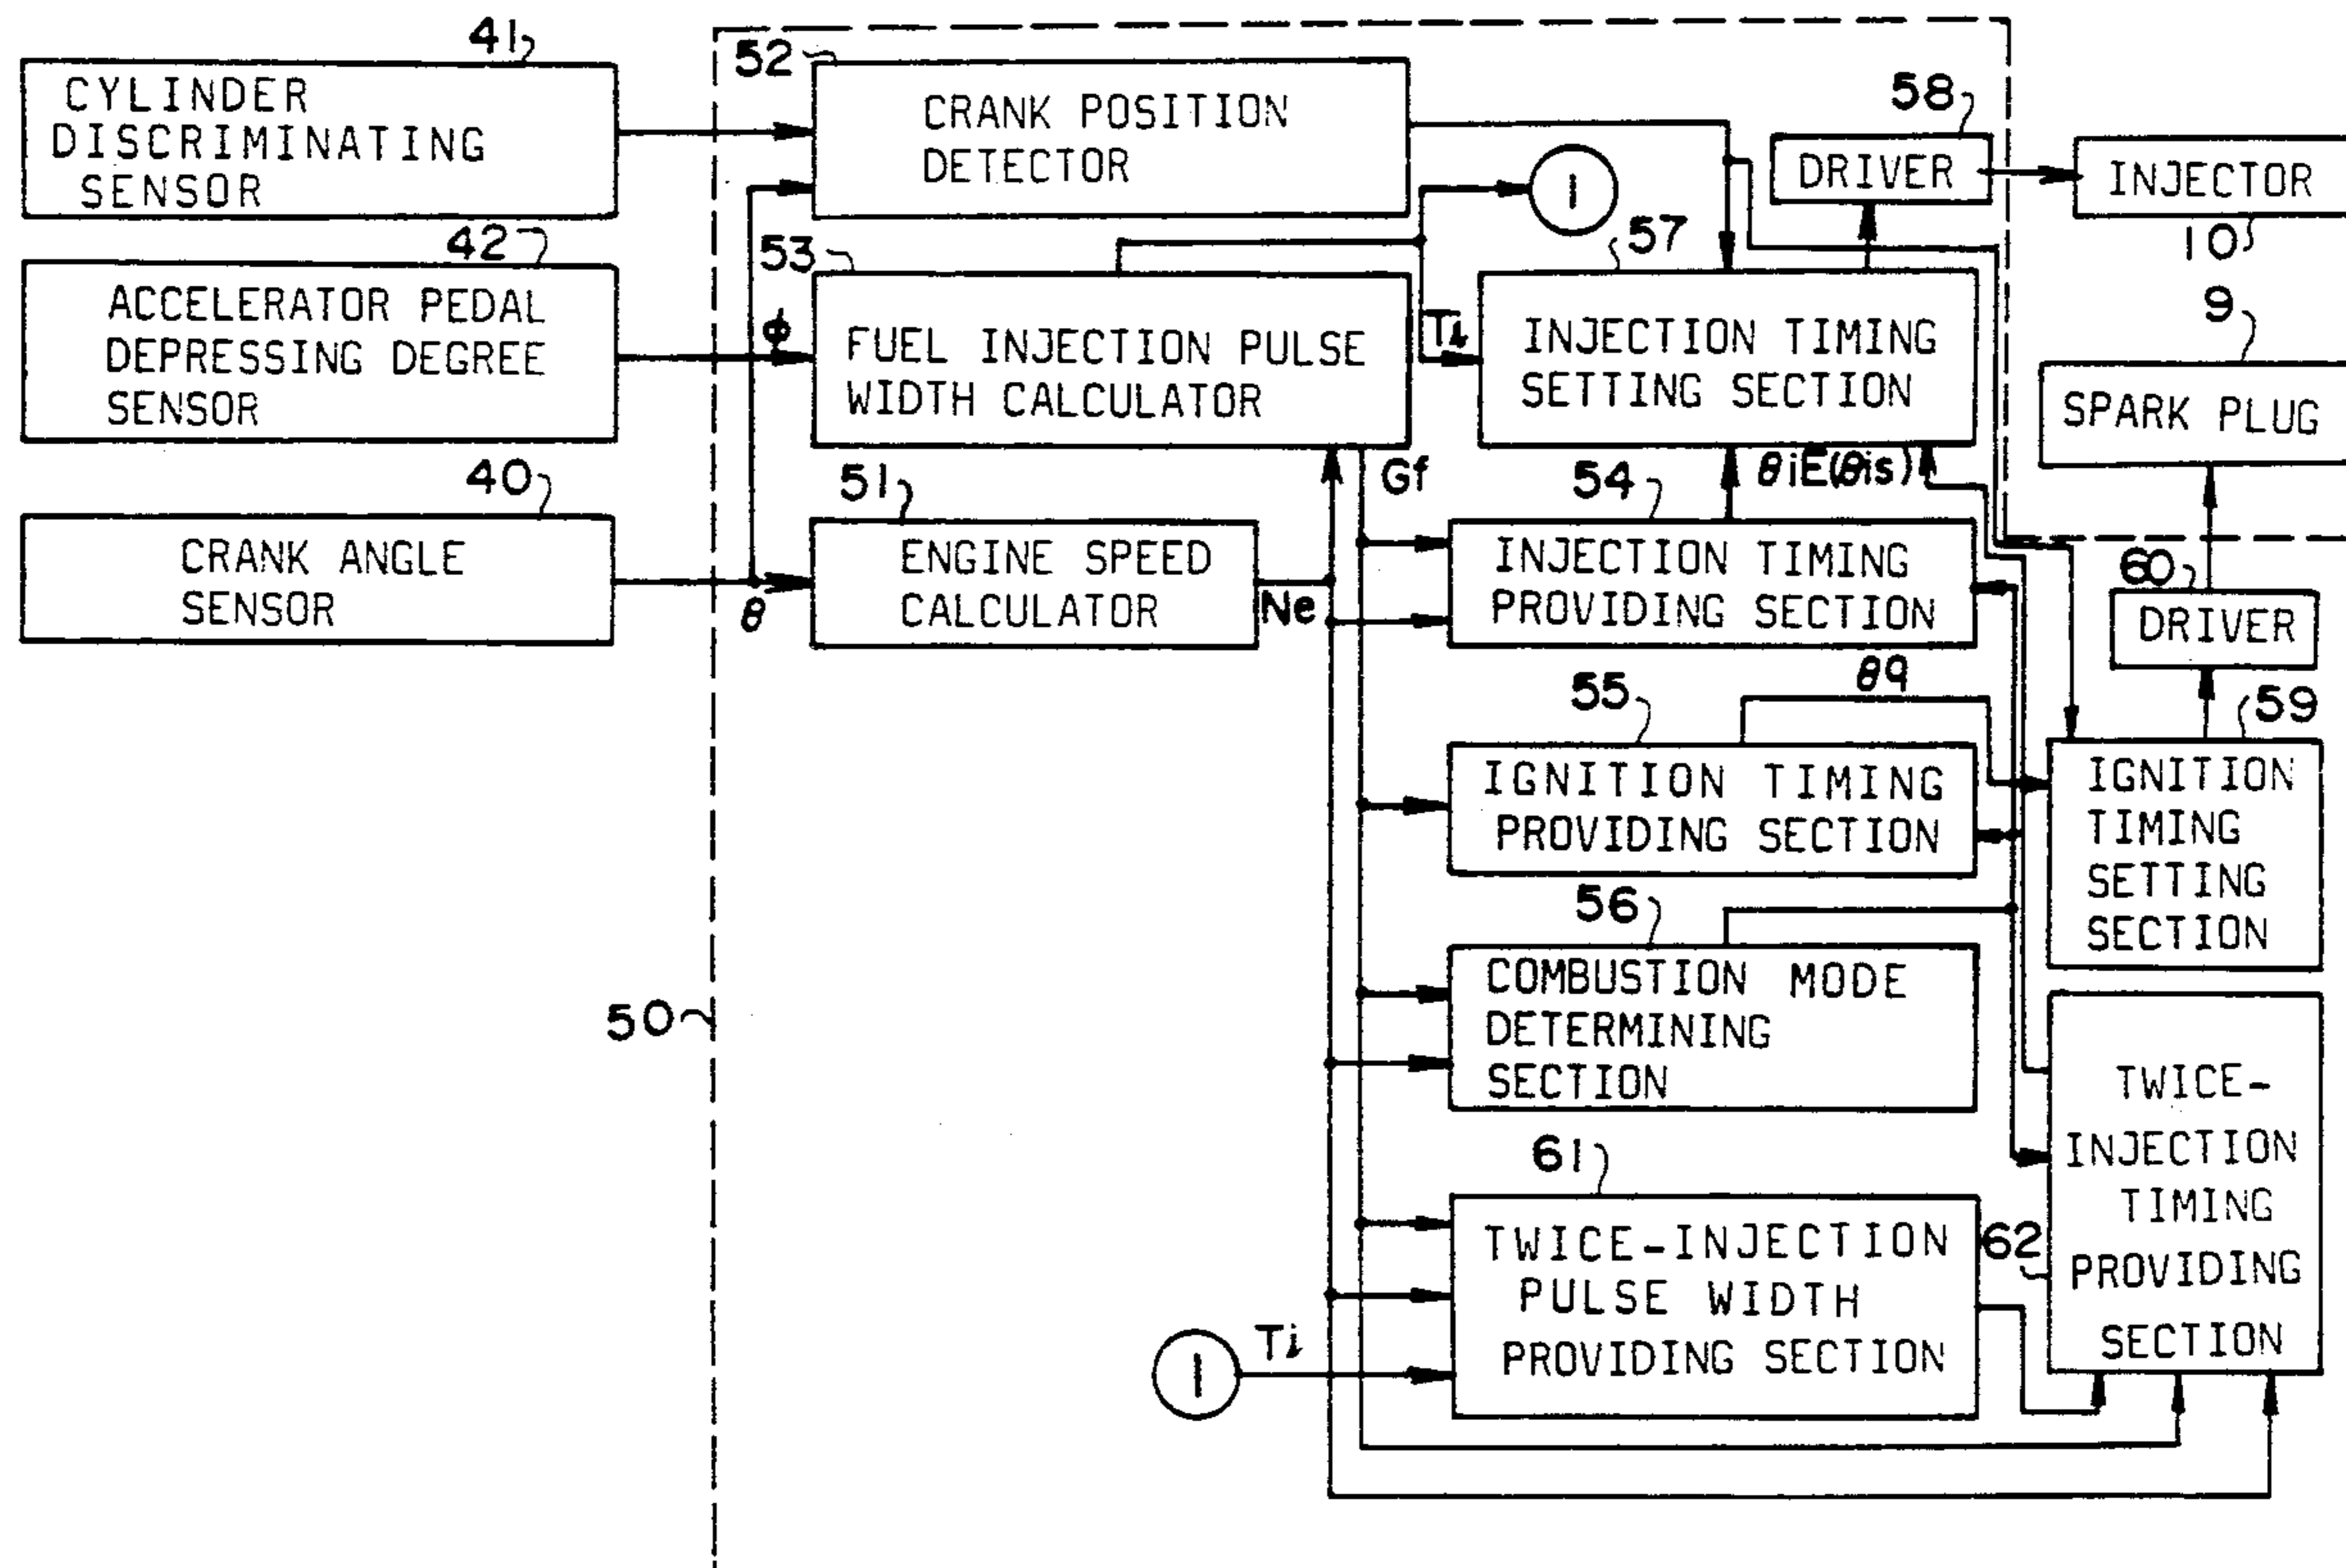 41
CYLINDER
DISCRIMINATING
SENSOR
42
ACCELERATOR PEDAL
DEPRESSING DEGREE
SENSOR
40
CRANK ANGLE
SENSOR
50
52
CRANK POSITION
DETECTOR
53
ϕ
FUEL INJECTION PULSE
WIDTH CALCULATOR
51
θ
ENGINE SPEED
CALCULATOR
Ne
Gf
1
Ti
58
DRIVER
INJECTOR
10
57
INJECTION TIMING
SETTING SECTION
9
SPARK PLUG
54
θiE(θis)
INJECTION TIMING
PROVIDING SECTION
60
DRIVER
55
θq
IGNITION TIMING
PROVIDING SECTION
59
IGNITION
TIMING
SETTING
SECTION
56
COMBUSTION MODE
DETERMINING
SECTION
61
TWICE-INJECTION
PULSE WIDTH
PROVIDING SECTION
1
Ti
62
TWICE-
INJECTION
TIMING
PROVIDING
SECTION